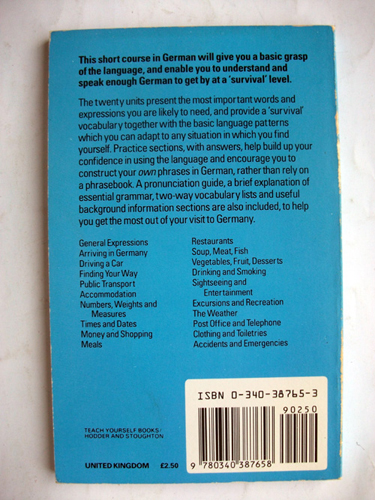 This short course in German will give you a basic grasp
of the language, and enable you to understand and
speak enough German to get by at a 'survival' level.
The twenty units present the most important words and
expressions you are likely to need, and provide a 'survival'
vocabulary together with the basic language patterns
which you can adapt to any situation in which you find
yourself. Practice sections, with answers, help build up your
confidence in using the language and encourage you to
construct your own phrases in German, rather than rely on
a phrasebook. A pronunciation guide, a brief explanation of
essential grammar, two-way vocabulary lists and useful
background information sections are also included, to help
you get the most out of your visit to Germany.
General Expressions
Arriving in Germany
Driving a Car
Finding Your Way
Public Transport
Accommodation
Numbers, Weights and
Measures
Times and Dates
Money and Shopping
Meals
Restaurants
Soup, Meat, Fish
Vegetables, Fruit, Desserts
Drinking and Smoking
Sightseeing and
Entertainment
Excursions and Recreation
The Weather
Post Office and Telephone
Clothing and Toiletries
Accidents and Emergencies
ISBN 0-340-38765-3
90250
9 780340 387658
TEACH YOURSELF BOOKS/
HODDER AND STOUGHTON
UNITED KINGDOM £2.50